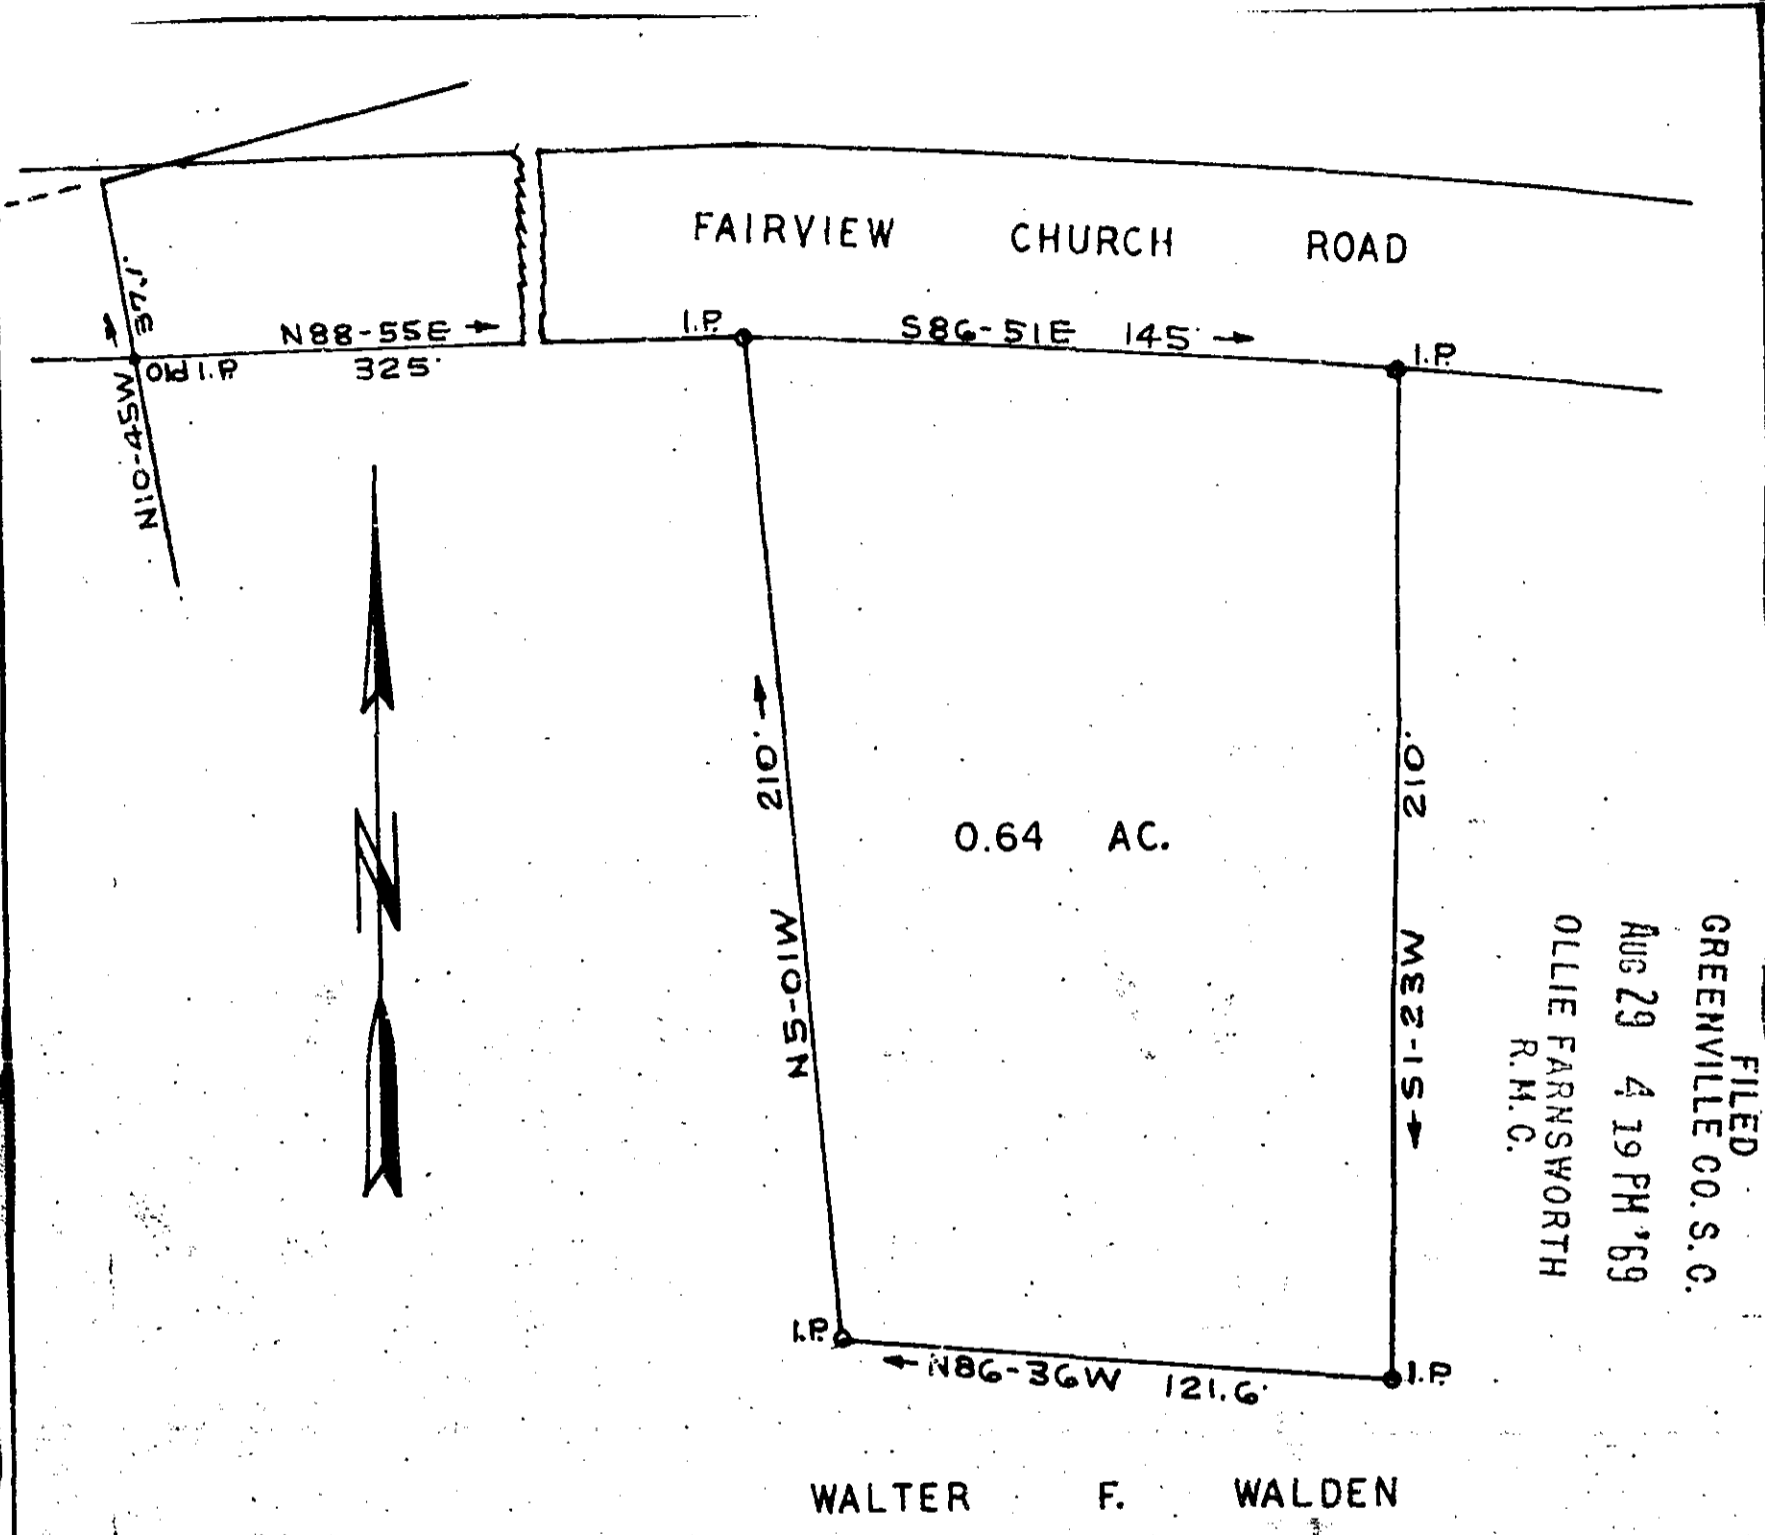 FAIRVIEW CHURCH ROAD
37.1'
N88-55E
325'
Old I.P.
N10-45W
I.P.
S86-51E 145'
I.P.
210'
N5-01W
N
0.64 AC.
210'
S1-23W
I.P.
N86-36W 121.6'
I.P.
WALTER F. WALDEN
FILED
GREENVILLE CO. S. C.
AUG 29 4 19 PM '69
OLLIE FARNSWORTH
R.M.C.